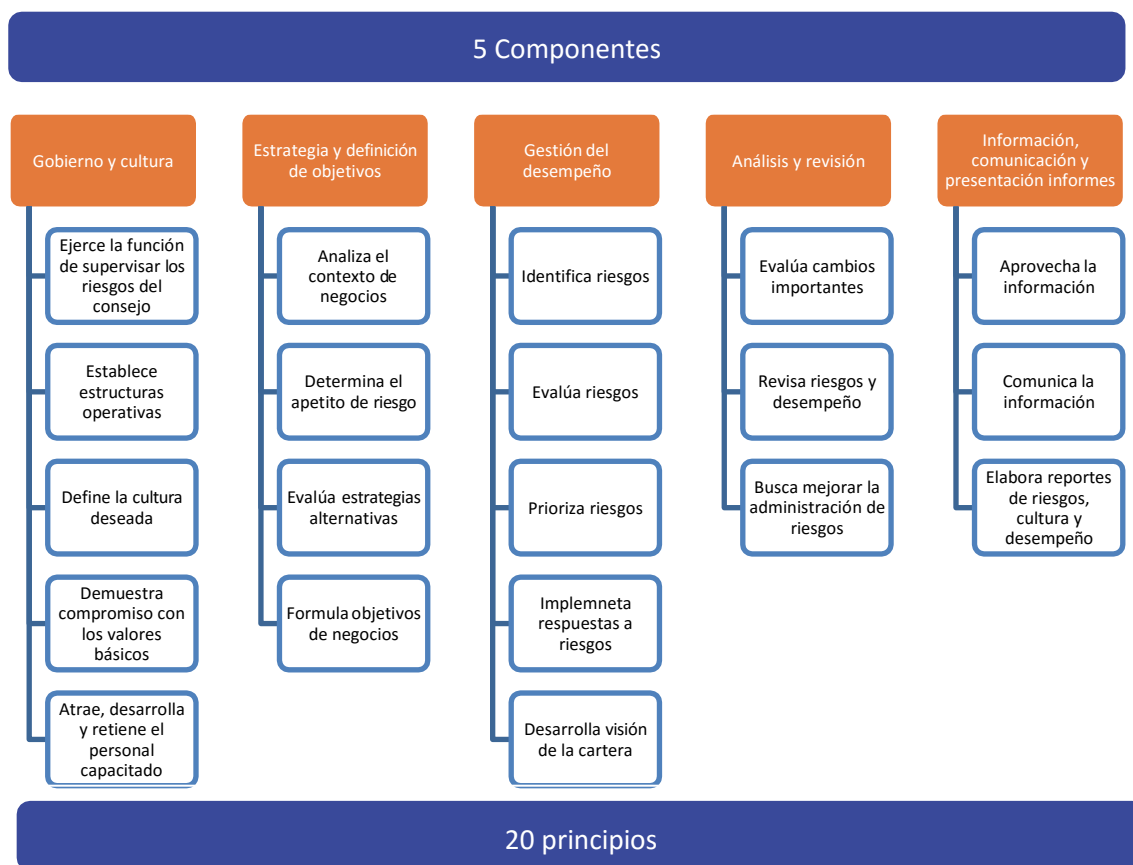 5 Componentes
Gobierno y cultura
Ejerce la función
de supervisar los
riesgos del
consejo
Establece
estructuras
operativas
Define la cultura
deseada
Demuestra
compromiso con
los valores
básicos
Atrae, desarrolla
y retiene el
personal
capacitado
Estrategia y definición
de objetivos
Analiza el
contexto de
negocios
Determina el
apetito de riesgo
Evalúa estrategias
alternativas
Formula objetivos
de negocios
Gestión del
desempeño
Identifica riesgos
Evalúa riesgos
Prioriza riesgos
Implemneta
respuestas a
riesgos
Desarrolla visión
de la cartera
Análisis y revisión
Evalúa cambios
importantes
Revisa riesgos y
desempeño
Busca mejorar la
administración de
riesgos
Información,
comunicación y
presentación informes
Aprovecha la
información
Comunica la
información
Elabora reportes
de riesgos,
cultura y
desempeño
20 principios